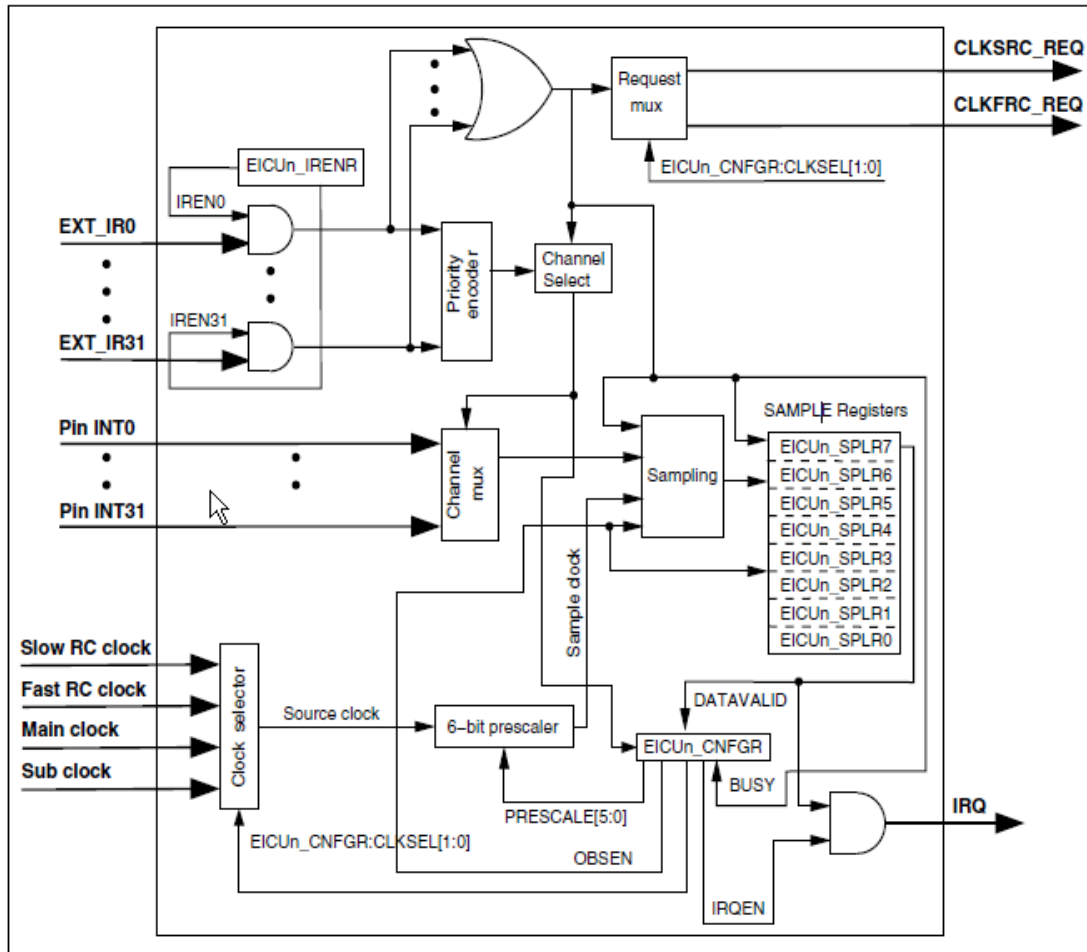 CLKSRC_REQ
Request
mux
CLKFRC_REQ
EICUn_IRENR
EICUn_CNFGR:CLKSEL[1:0]
IREN0
EXT_IR0
Priority
encoder
Channel
Select
IREN31
EXT_IR31
SAMPLE Registers
Pin INT0
Channel
mux
Sampling
EICUn_SPLR7
EICUn_SPLR6
EICUn_SPLR5
EICUn_SPLR4
EICUn_SPLR3
EICUn_SPLR2
EICUn_SPLR1
EICUn_SPLR0
Pin INT31
Sample clock
Slow RC clock
Fast RC clock
Main clock
Sub clock
Clock selector
Source clock
6-bit prescaler
DATAVALID
EICUn_CNFGR
BUSY
PRESCALE[5:0]
IRQ
EICUn_CNFGR:CLKSEL[1:0]
OBSEN
IRQEN